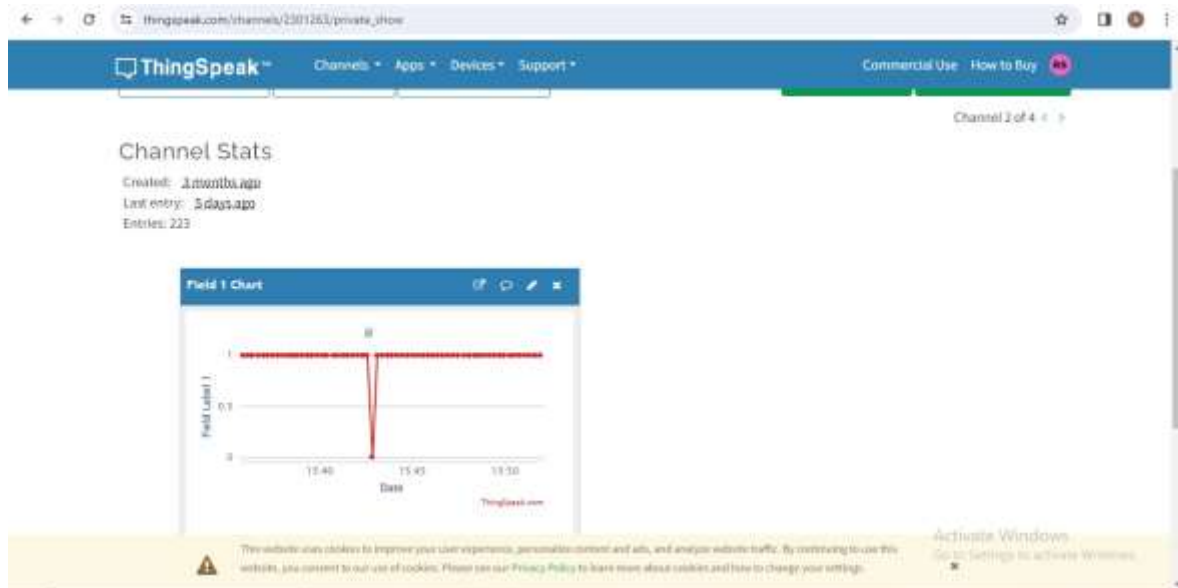 thingspeak.com/channels/2301263/private_show
ThingSpeak™ Channels Apps Devices Support Commercial Use How to Buy
Channel 2 of 4 < >
Channel Stats
Created: 3 months ago
Last entry: 5 days ago
Entries: 223
Field 1 Chart
1
Field Label 1
0.5
0
15:40 15:45 15:50
Date
ThingSpeak.com
Activate Windows
Go to Settings to activate Windows.
This website uses cookies to improve your user experience, personalize content and ads, and analyze website traffic. By continuing to use this
website, you consent to our use of cookies. Please see our Privacy Policy to learn more about cookies and how to change your settings.